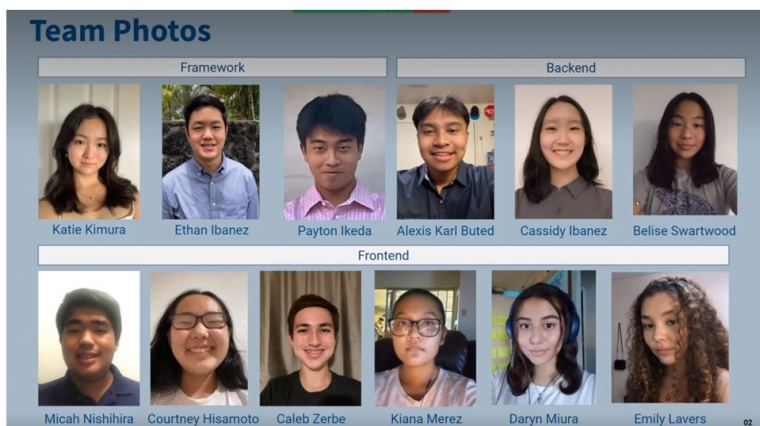 Team Photos
Framework
Backend
Katie Kimura
Ethan Ibanez
Payton Ikeda
Alexis Karl Buted
Cassidy Ibanez
Belise Swartwood
Frontend
Micah Nishihira
Courtney Hisamoto
Caleb Zerbe
Kiana Merez
Daryn Miura
Emily Lavers
02